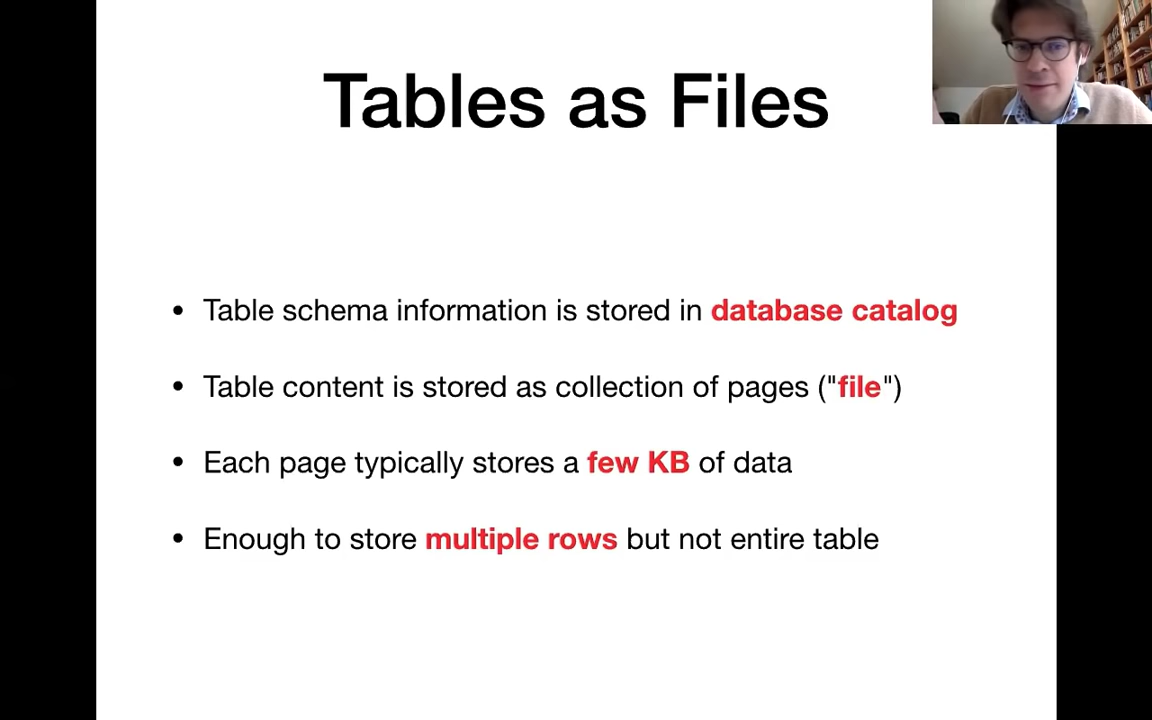 Tables as Files
• Table schema information is stored in database catalog
• Table content is stored as collection of pages ("file")
• Each page typically stores a few KB of data
• Enough to store multiple rows but not entire table